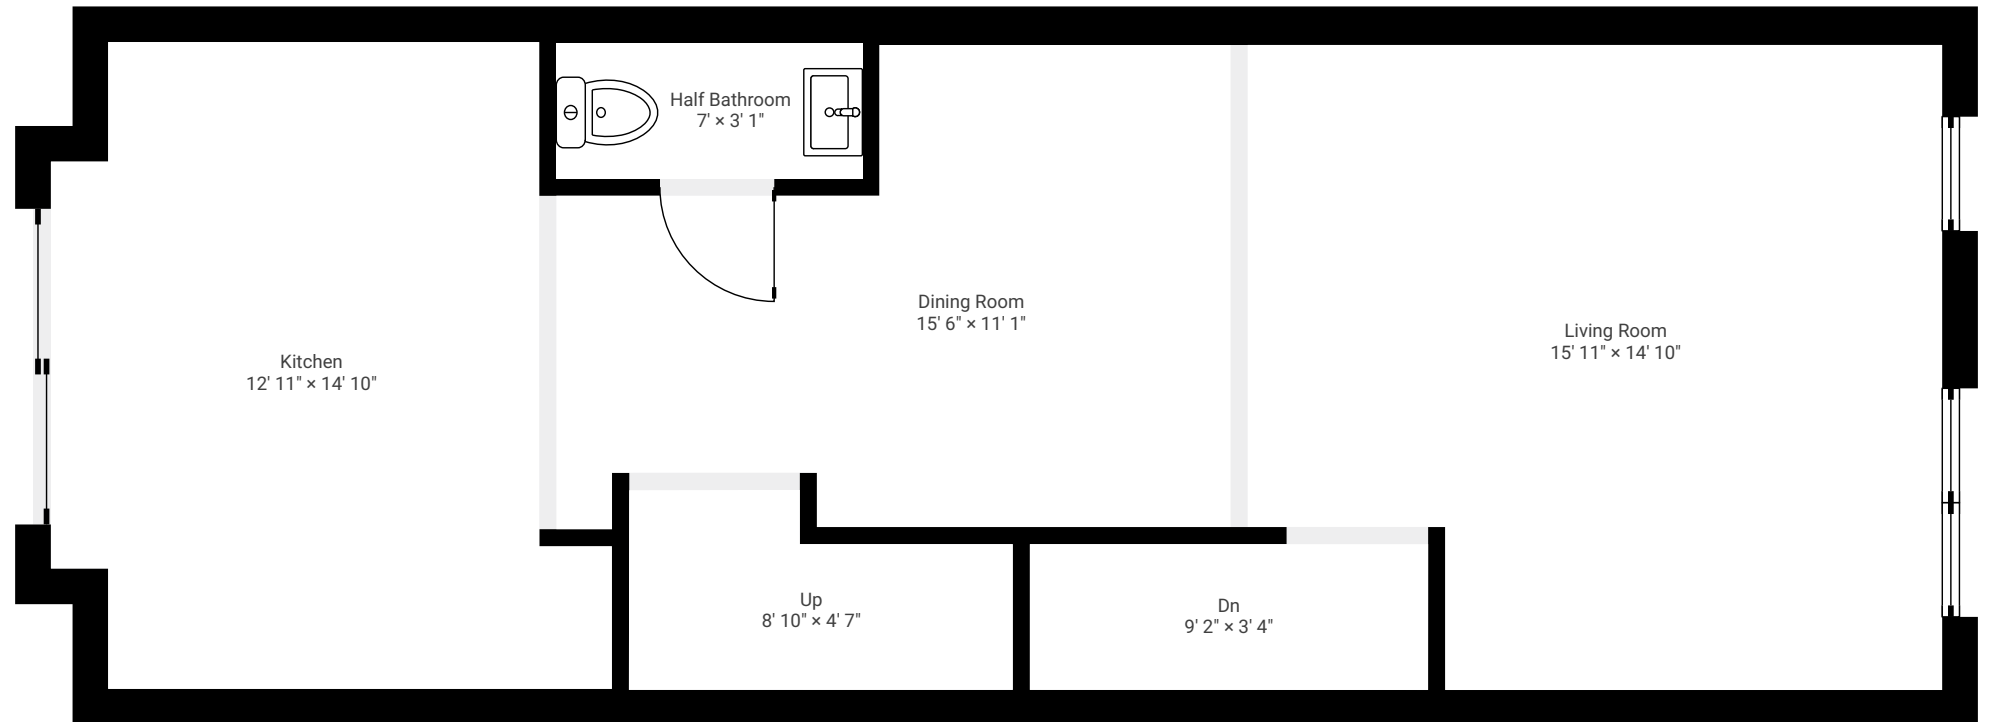 Half Bathroom
7' × 3' 1"
Dining Room
15' 6" × 11' 1"
Living Room
15' 11" × 14' 10"
Kitchen
12' 11" × 14' 10"
Up
8' 10" × 4' 7"
Dn
9' 2" × 3' 4"